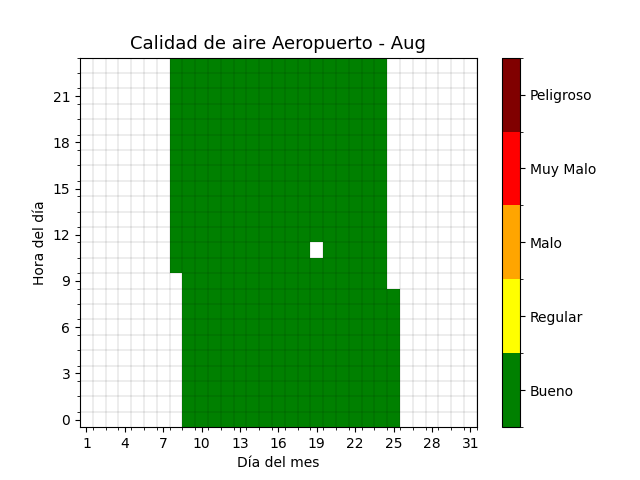 Calidad de aire Aeropuerto - Aug
Hora del día
21
18
15
12
9
6
3
0
1 4 7 10 13 16 19 22 25 28 31
Día del mes
Peligroso
Muy Malo
Malo
Regular
Bueno